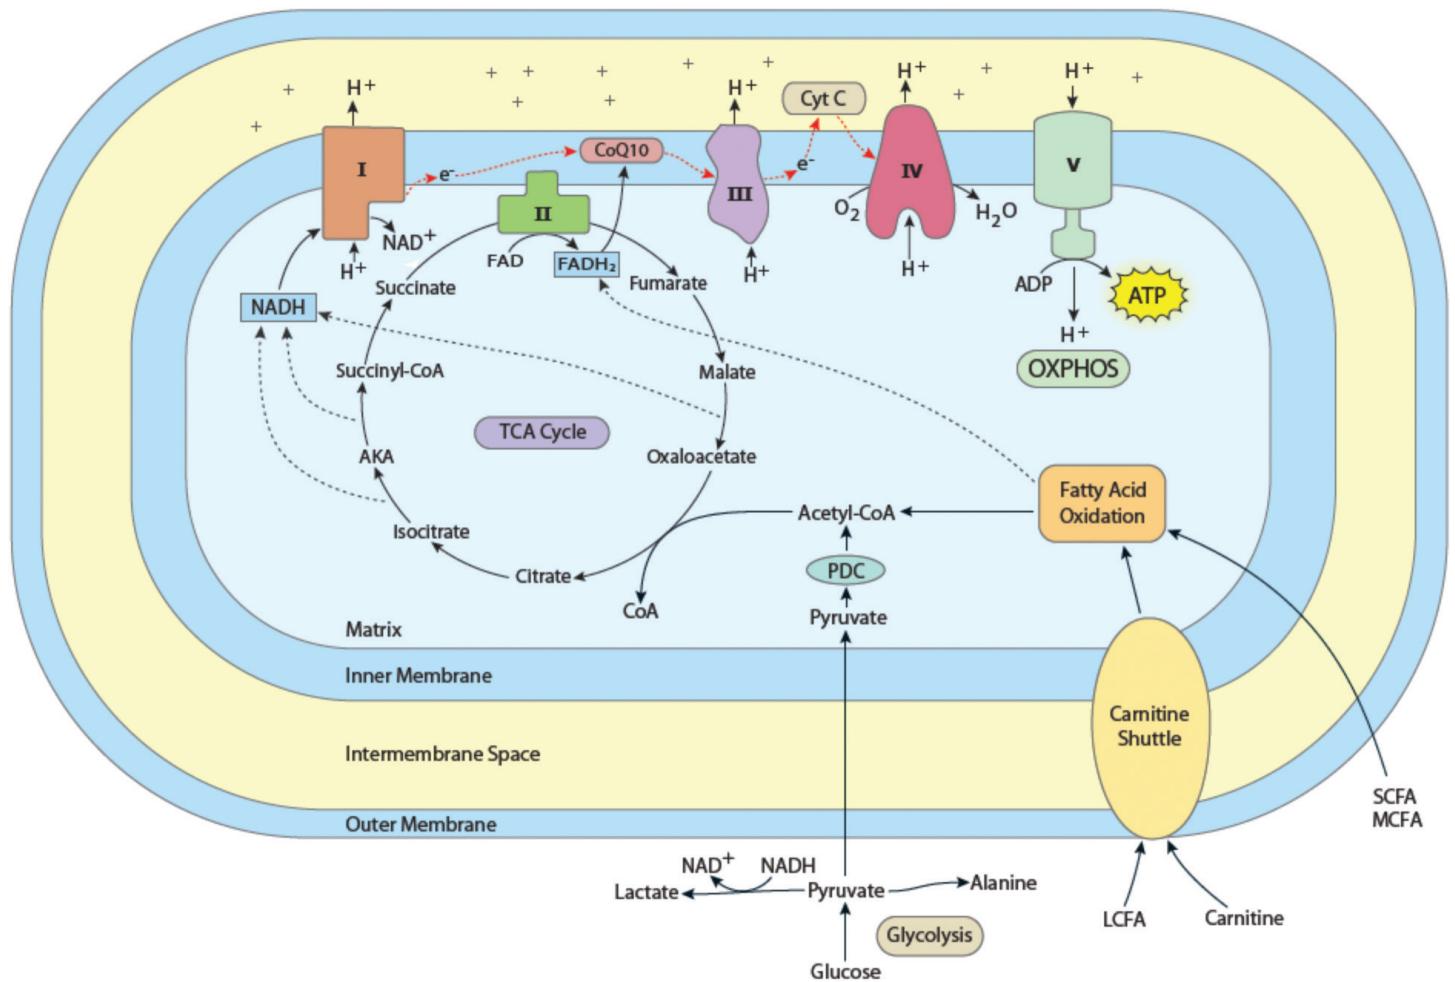 + + + + + + + + + + + +
H⁺
H⁺
Cyt C
H⁺
H⁺
I
e⁻
CoQ10
III
e⁻
IV
V
II
NAD⁺
H⁺
FAD
FADH₂
O₂
H₂O
H⁺
H⁺
NADH
Succinate
Fumarate
ADP
ATP
H⁺
OXPHOS
Succinyl-CoA
Malate
TCA Cycle
AKA
Oxaloacetate
Isocitrate
Acetyl-CoA
Fatty Acid
Oxidation
Citrate
PDC
CoA
Pyruvate
Matrix
Inner Membrane
Carnitine
Shuttle
Intermembrane Space
SCFA
MCFA
Outer Membrane
NAD⁺
NADH
Lactate
Pyruvate
Alanine
LCFA
Carnitine
Glycolysis
Glucose